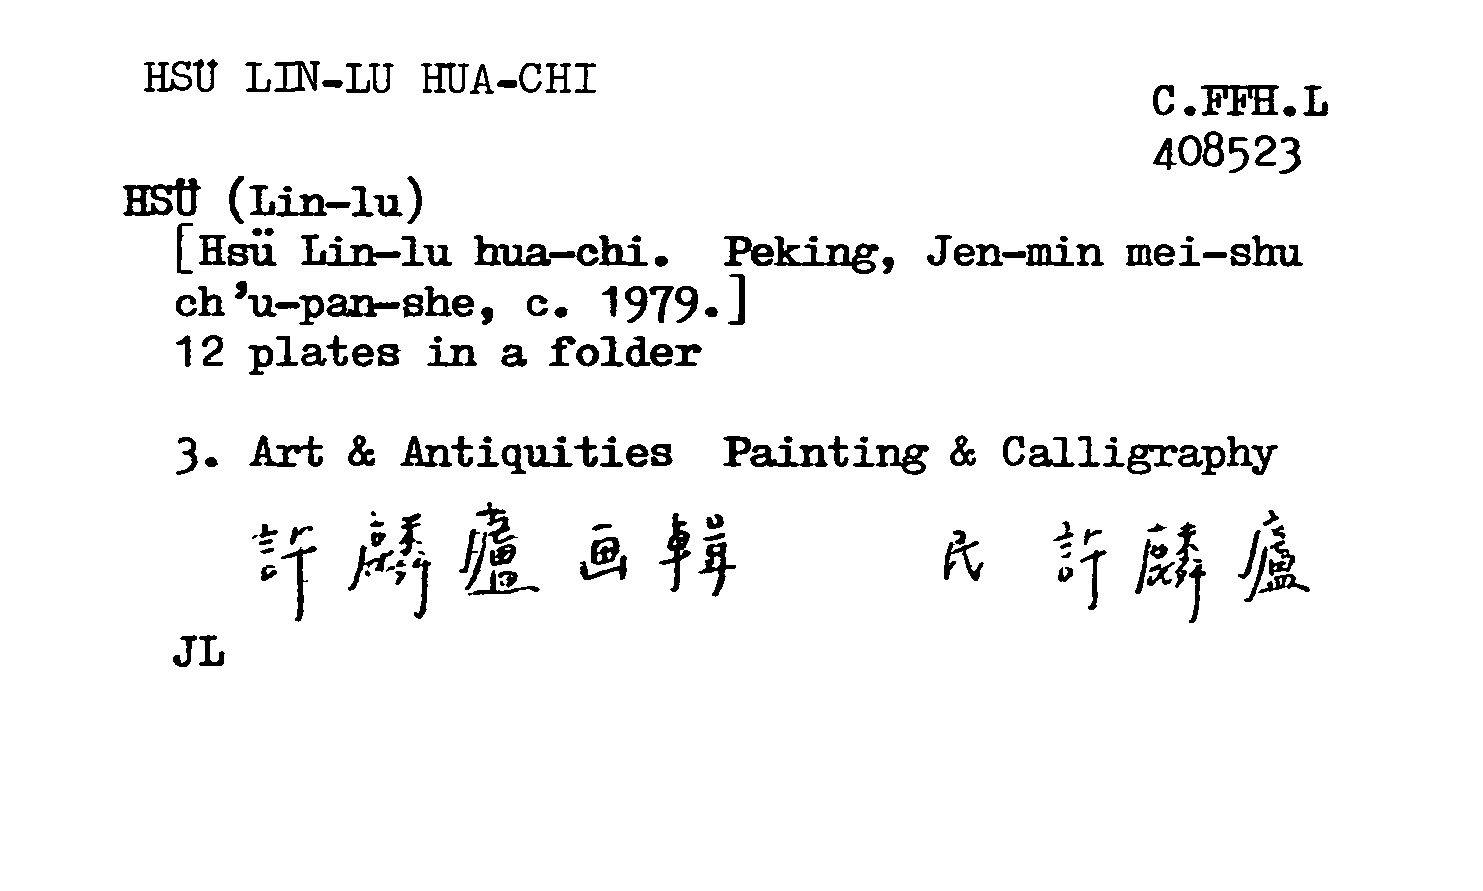 HSÜ LIN-LU HUA-CHI
C.FFH.L
408523
HSÜ (Lin-lu)
[Hsü Lin-lu hua-chi. Peking, Jen-min mei-shu
ch'u-pan-she, c. 1979.]
12 plates in a folder
3. Art & Antiquities Painting & Calligraphy
許麟廬画輯 民 許麟廬
JL